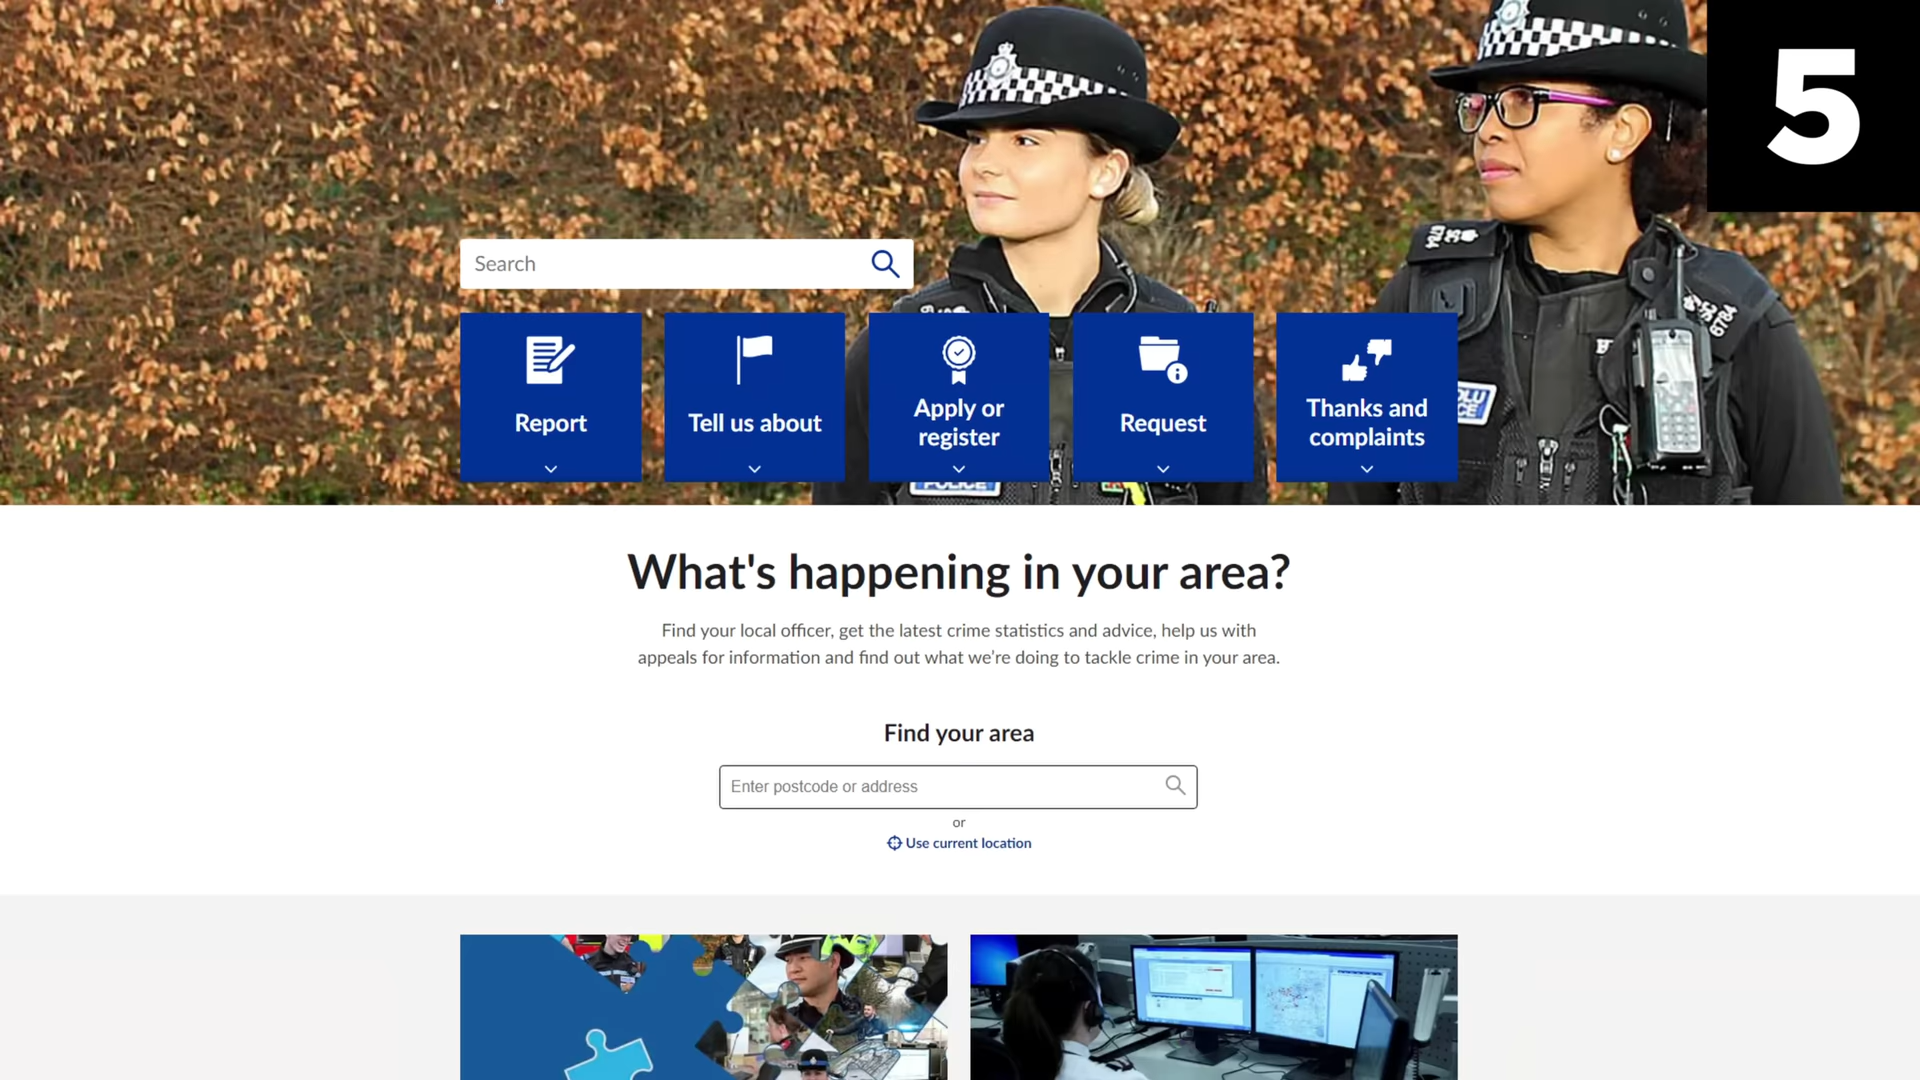 5
Search
Report
Tell us about
Apply or
register
Request
Thanks and
complaints
POLICE
6784
What's happening in your area?
Find your local officer, get the latest crime statistics and advice, help us with
appeals for information and find out what we're doing to tackle crime in your area.
Find your area
Enter postcode or address
or
Use current location